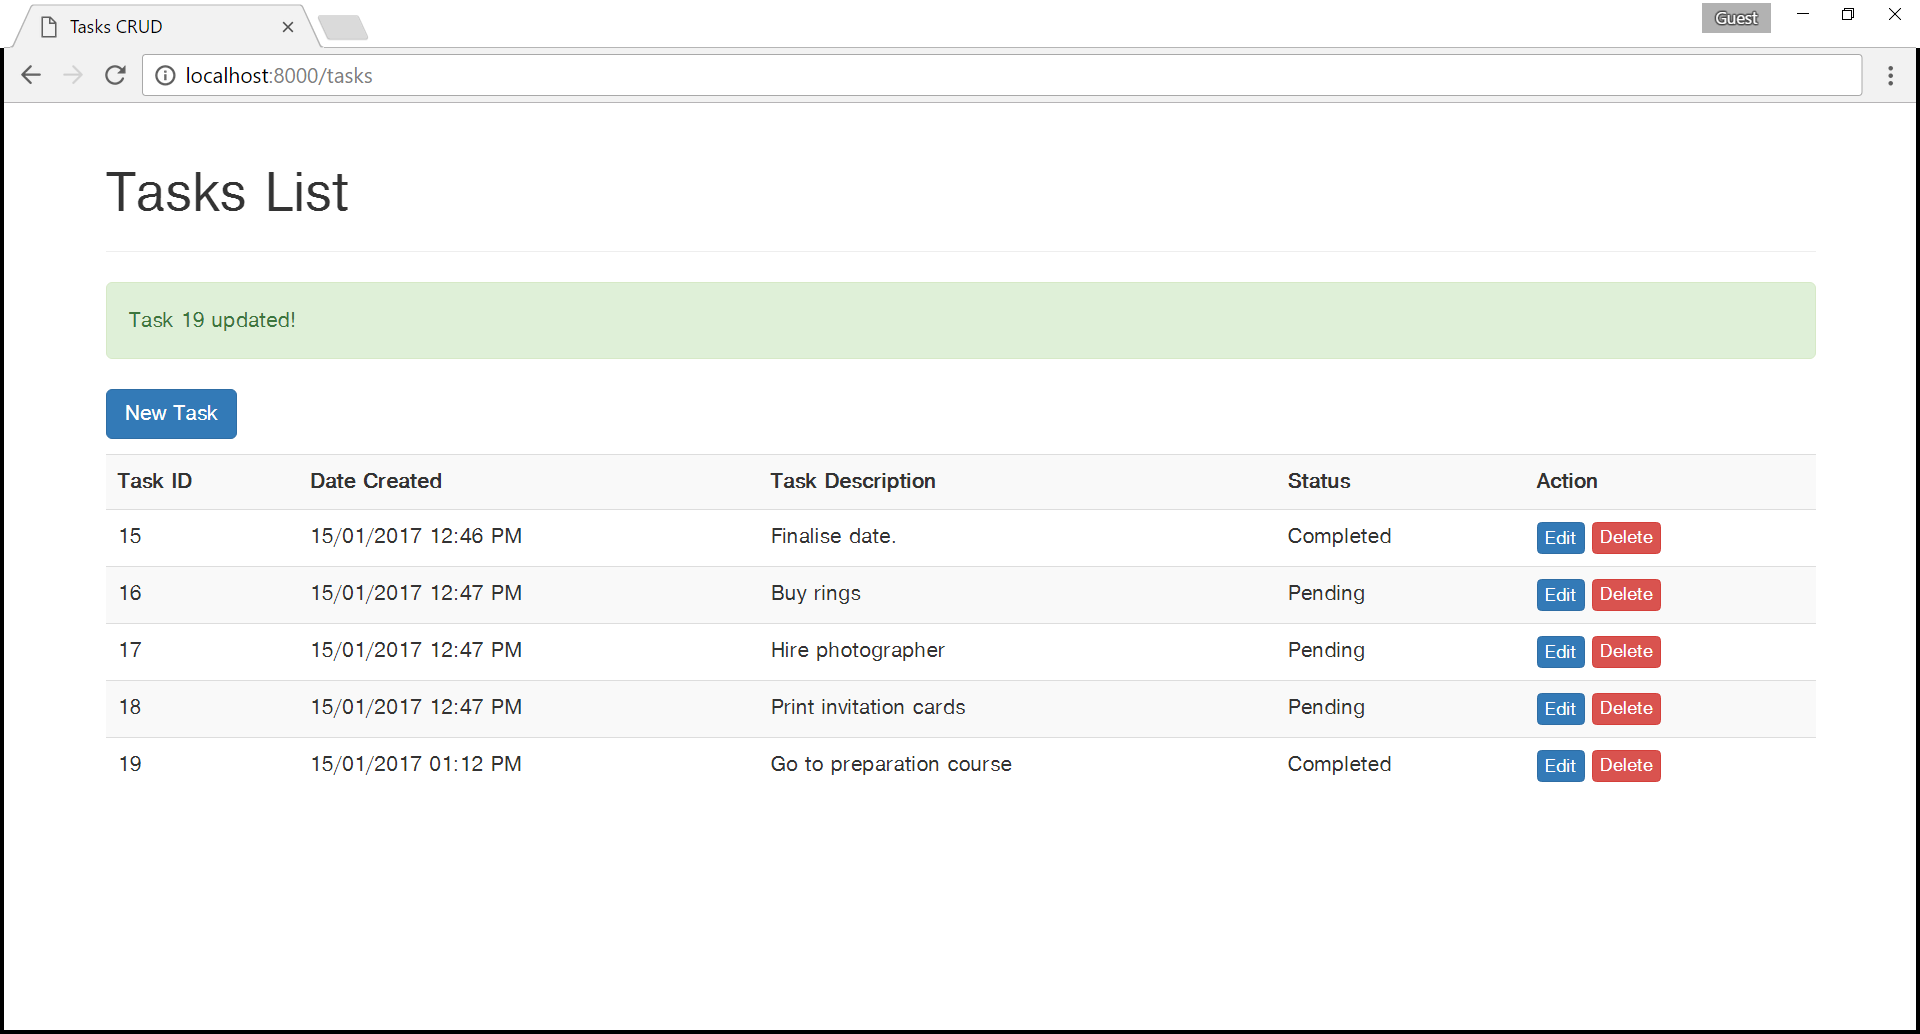 Tasks CRUD
Guest
localhost:8000/tasks
Tasks List
Task 19 updated!
New Task
Task ID Date Created Task Description Status Action
15 15/01/2017 12:46 PM Finalise date. Completed Edit Delete
16 15/01/2017 12:47 PM Buy rings Pending Edit Delete
17 15/01/2017 12:47 PM Hire photographer Pending Edit Delete
18 15/01/2017 12:47 PM Print invitation cards Pending Edit Delete
19 15/01/2017 01:12 PM Go to preparation course Completed Edit Delete